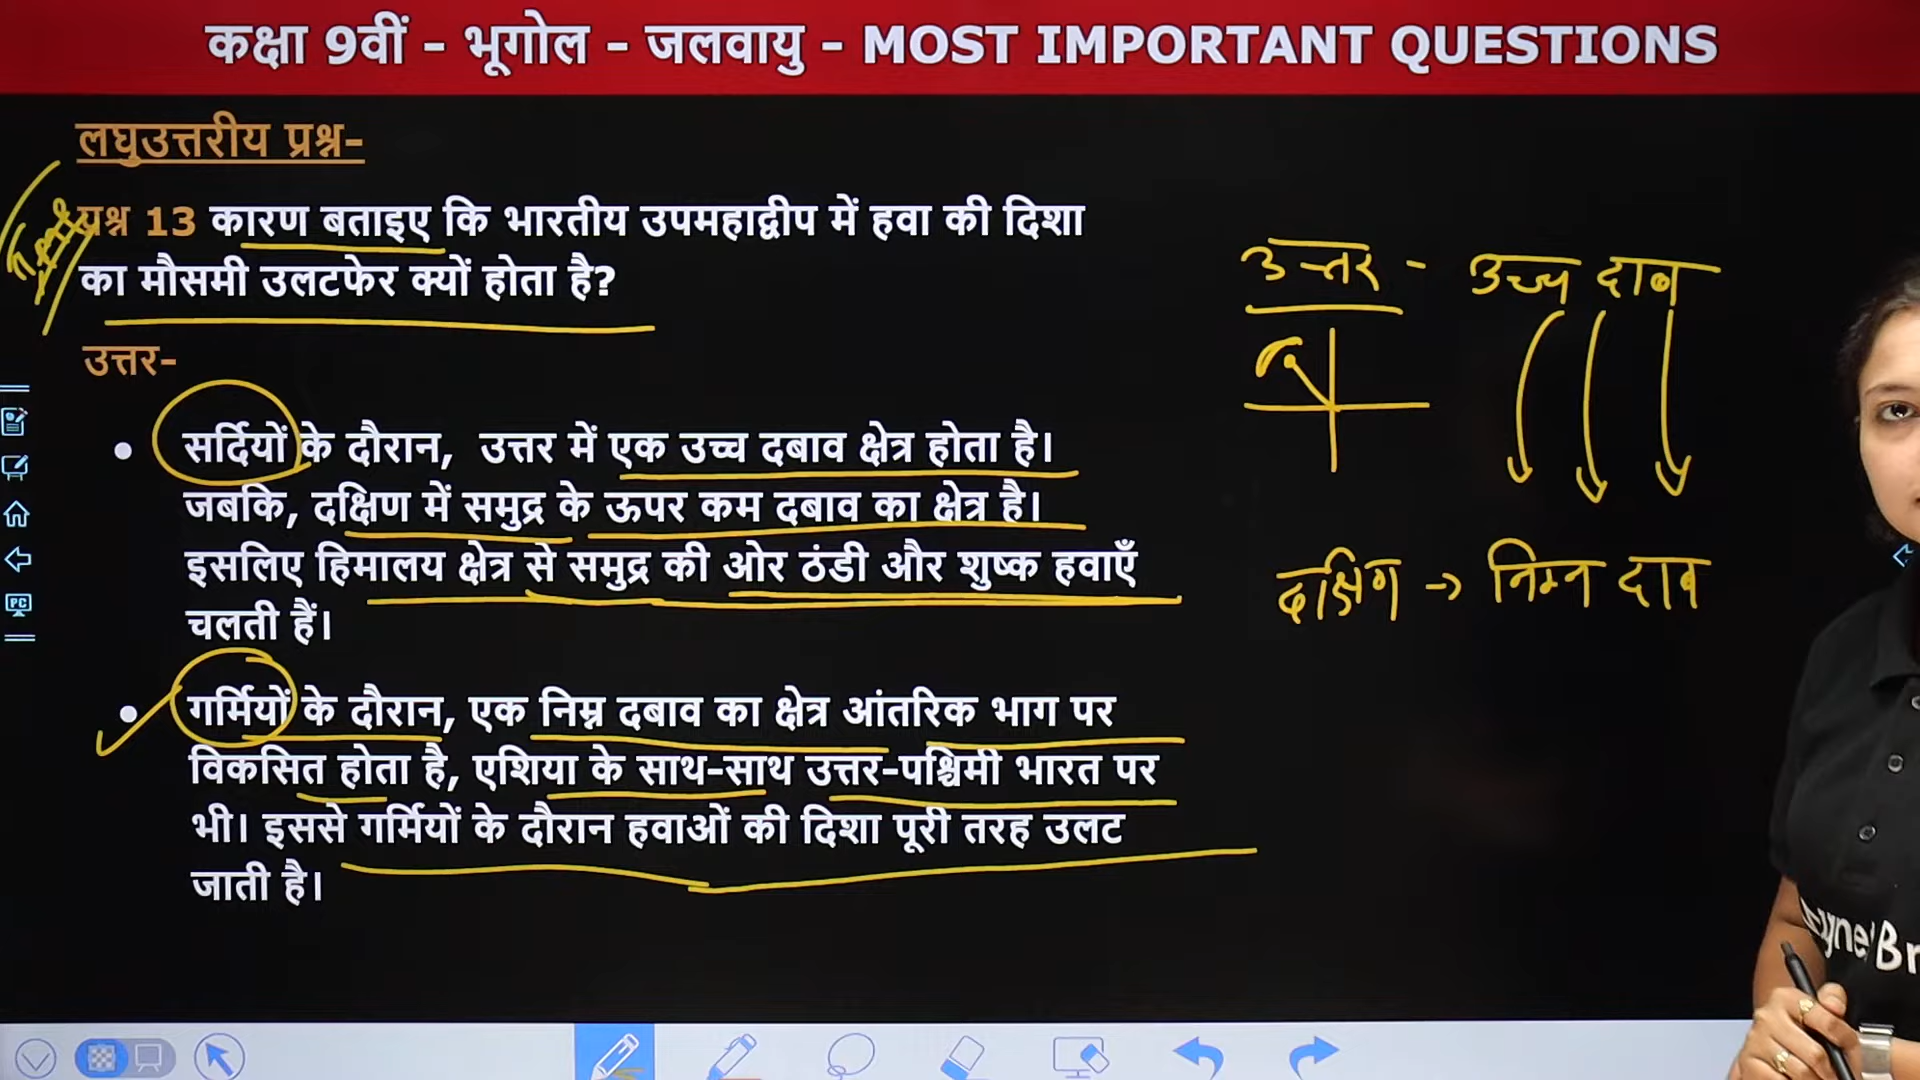 कक्षा 9वीं - भूगोल - जलवायु - MOST IMPORTANT QUESTIONS
लघुउत्तरीय प्रश्न-
प्रश्न 13 कारण बताइए कि भारतीय उपमहाद्वीप में हवा की दिशा
का मौसमी उलटफेर क्यों होता है?
उत्तर-
सर्दियों के दौरान, उत्तर में एक उच्च दबाव क्षेत्र होता है।
जबकि, दक्षिण में समुद्र के ऊपर कम दबाव का क्षेत्र है।
इसलिए हिमालय क्षेत्र से समुद्र की ओर ठंडी और शुष्क हवाएँ
चलती हैं।
गर्मियों के दौरान, एक निम्न दबाव का क्षेत्र आंतरिक भाग पर
विकसित होता है, एशिया के साथ-साथ उत्तर-पश्चिमी भारत पर
भी। इससे गर्मियों के दौरान हवाओं की दिशा पूरी तरह उलट
जाती है।
उत्तर - उच्च दाब
दक्षिण → निम्न दाब
PC